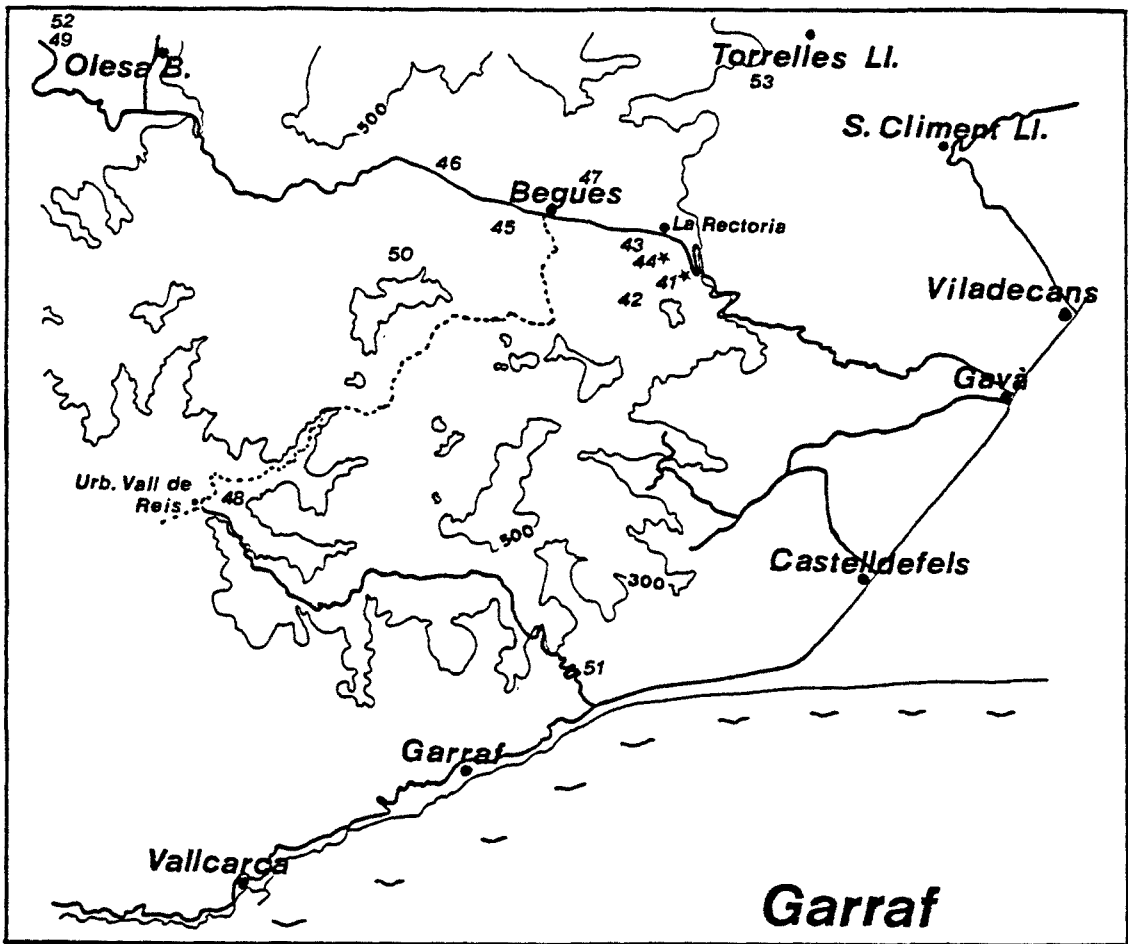 52
49
Olesa B.
Torrelles Ll.
53
500
S. Climent Ll.
46
47
Begues
45
La Rectoria
43
44*
41*
42
50
Viladecans
Gavà
Urb. Vall de
Reis
48
500
300
Castelldefels
51
Garraf
Vallcarca
Garraf